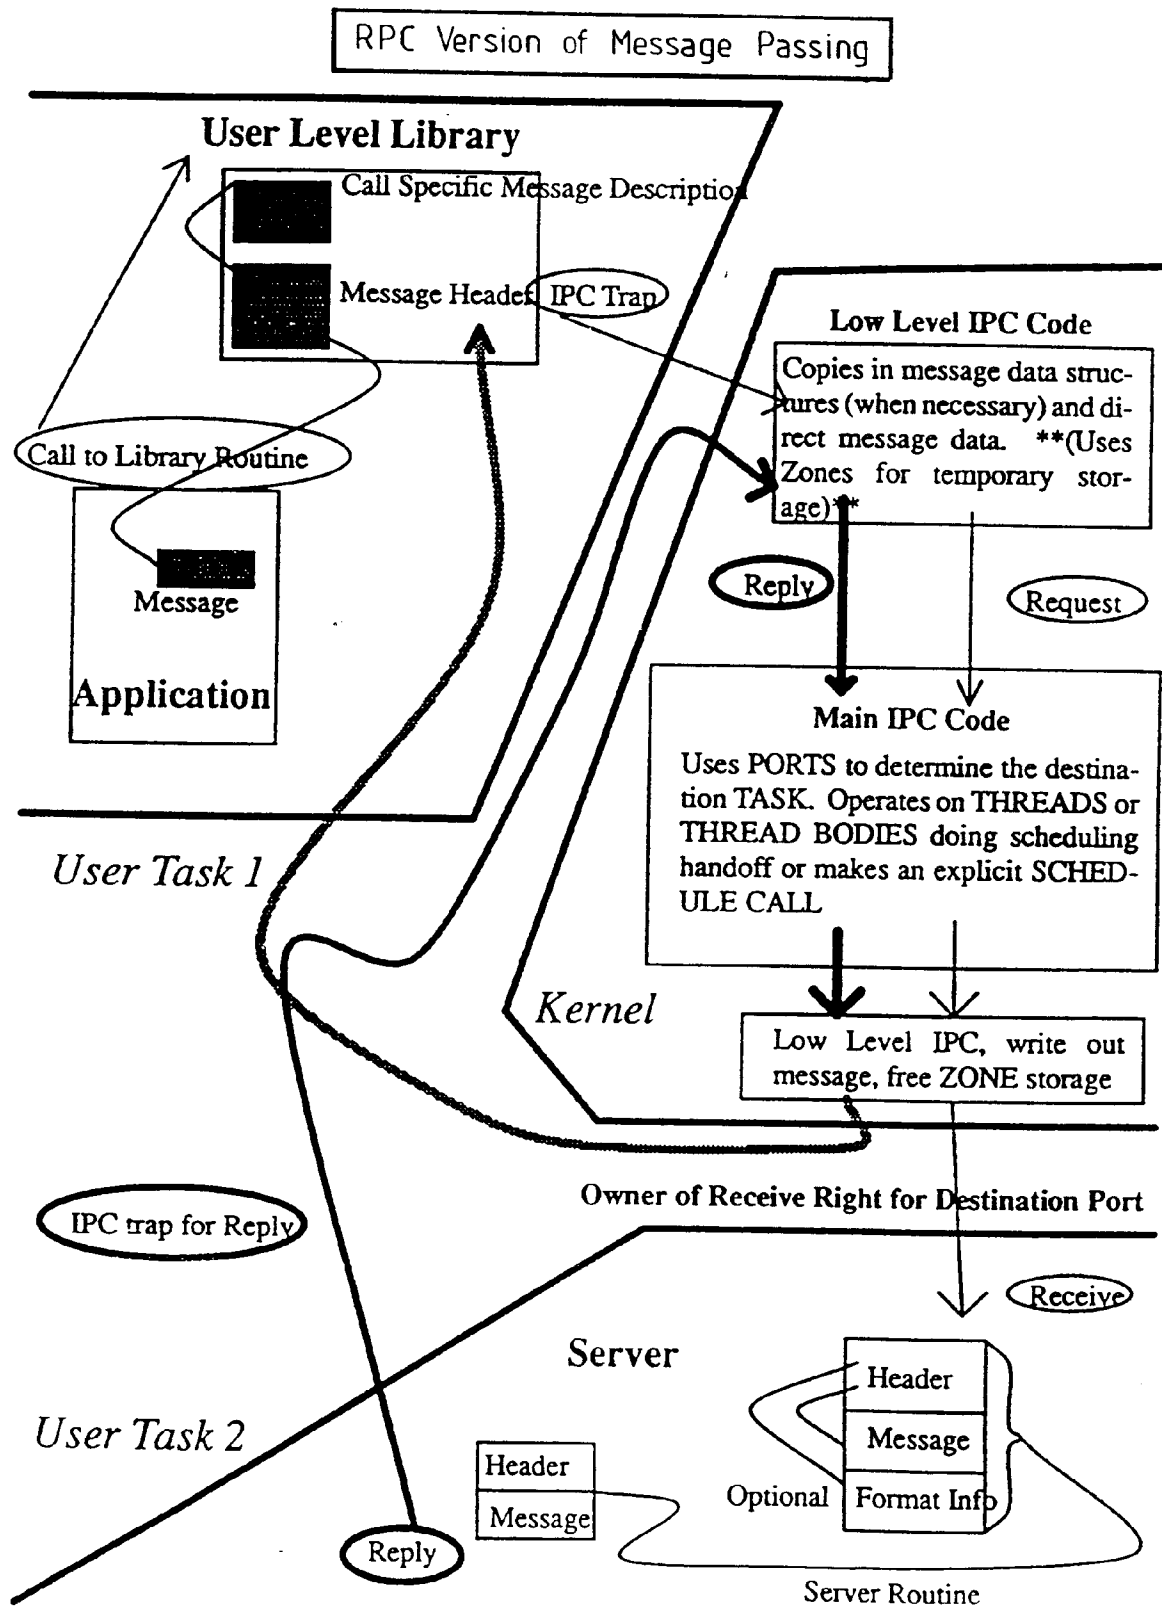 RPC Version of Message Passing
User Level Library
Call Specific Message Description
Message Header
IPC Trap
Low Level IPC Code
Copies in message data struc-
tures (when necessary) and di-
rect message data. **(Uses
Zones for temporary stor-
age)**
Call to Library Routine
Message
Application
Reply
Request
Main IPC Code
Uses PORTS to determine the destina-
tion TASK. Operates on THREADS or
THREAD BODIES doing scheduling
handoff or makes an explicit SCHED-
ULE CALL
User Task 1
Kernel
Low Level IPC, write out
message, free ZONE storage
Owner of Receive Right for Destination Port
IPC trap for Reply
Receive
Server
User Task 2
Header
Message
Optional
Format Info
Header
Message
Reply
Server Routine